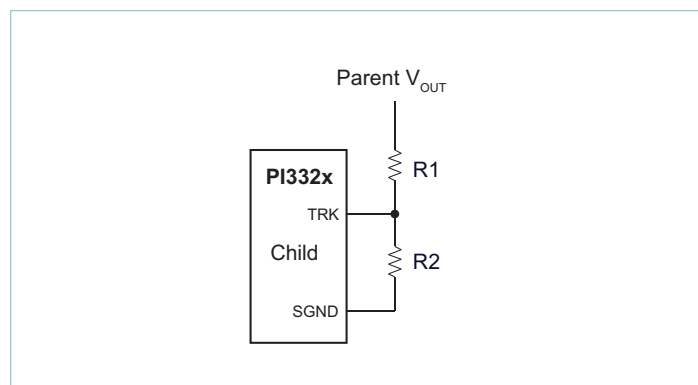 Parent VOUT
R1
PI332x
TRK
Child
R2
SGND